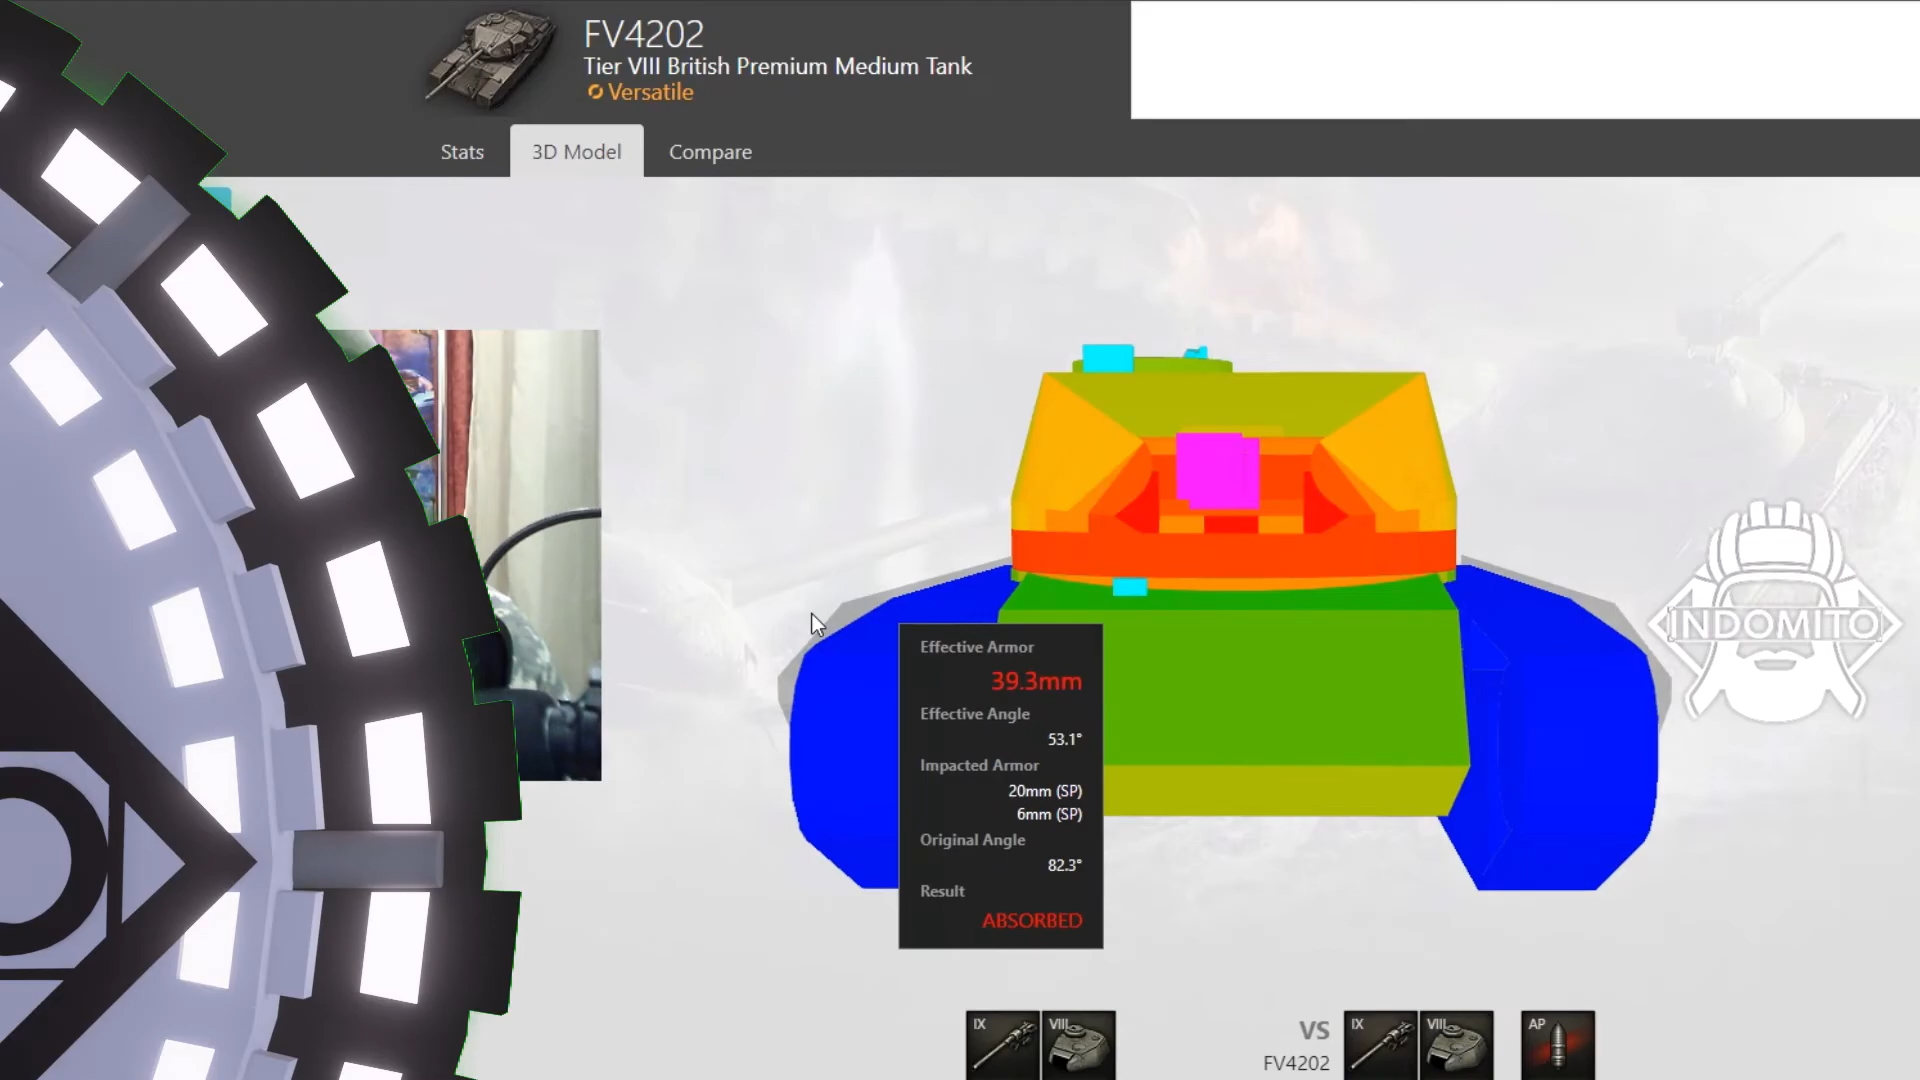 FV4202
Tier VIII British Premium Medium Tank
Versatile
Stats
3D Model
Compare
INDOMITO
Effective Armor
39.3mm
Effective Angle
53.1°
Impacted Armor
20mm (SP)
6mm (SP)
Original Angle
82.3°
Result
ABSORBED
IX
VIII
VS
FV4202
IX
VIII
AP